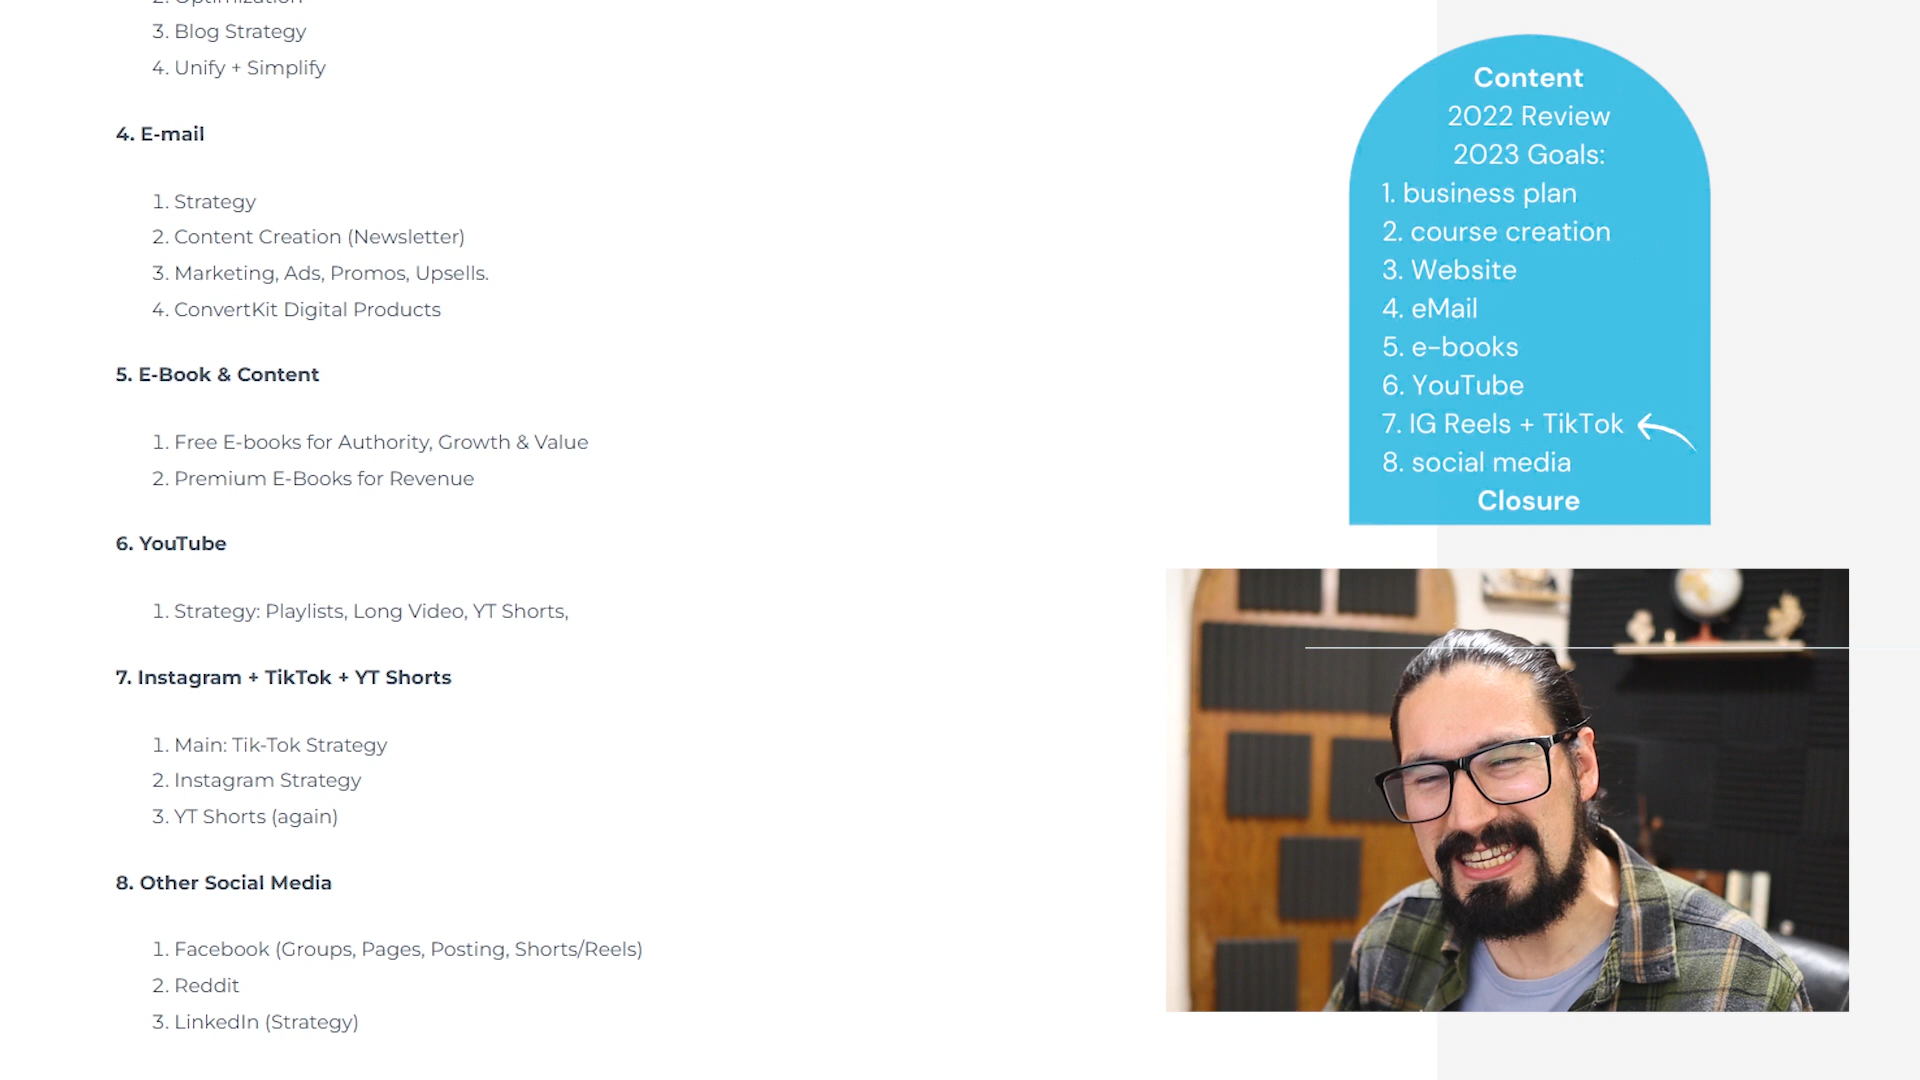 2. Optimization
3. Blog Strategy
4. Unify + Simplify
4. E-mail
1. Strategy
2. Content Creation (Newsletter)
3. Marketing, Ads, Promos, Upsells.
4. ConvertKit Digital Products
5. E-Book & Content
1. Free E-books for Authority, Growth & Value
2. Premium E-Books for Revenue
6. YouTube
1. Strategy: Playlists, Long Video, YT Shorts,
7. Instagram + TikTok + YT Shorts
1. Main: Tik-Tok Strategy
2. Instagram Strategy
3. YT Shorts (again)
8. Other Social Media
1. Facebook (Groups, Pages, Posting, Shorts/Reels)
2. Reddit
3. LinkedIn (Strategy)
Content
2022 Review
2023 Goals:
1. business plan
2. course creation
3. Website
4. eMail
5. e-books
6. YouTube
7. IG Reels + TikTok
8. social media
Closure